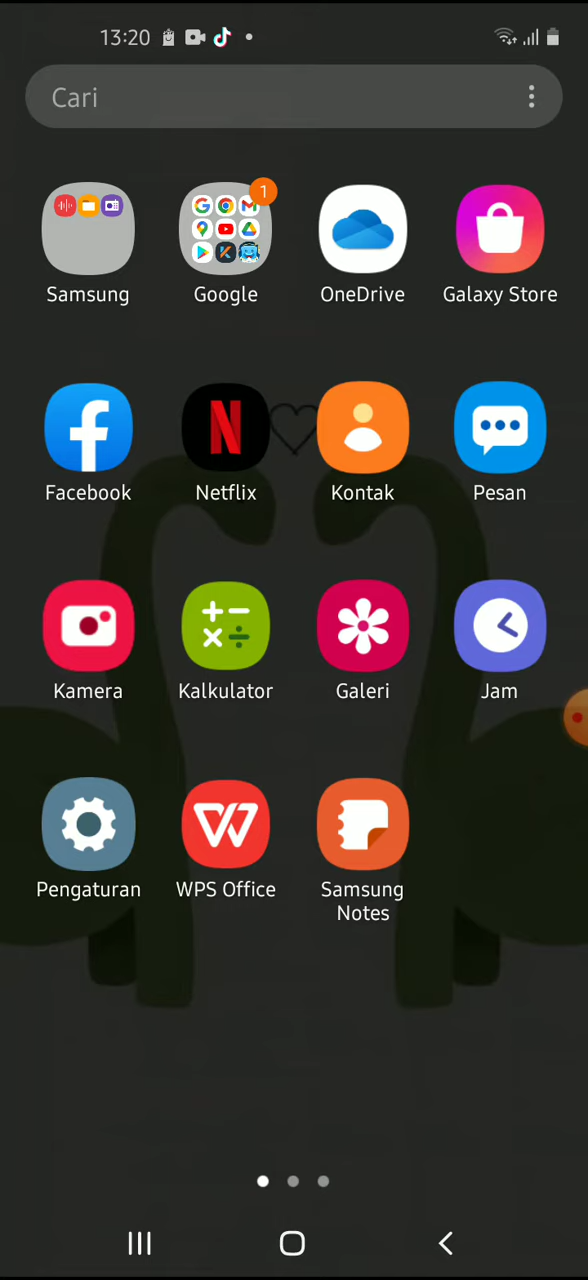 13:20
Cari
1
Samsung
Google
OneDrive
Galaxy Store
Facebook
Netflix
Kontak
Pesan
Kamera
Kalkulator
Galeri
Jam
Pengaturan
WPS Office
Samsung
Notes